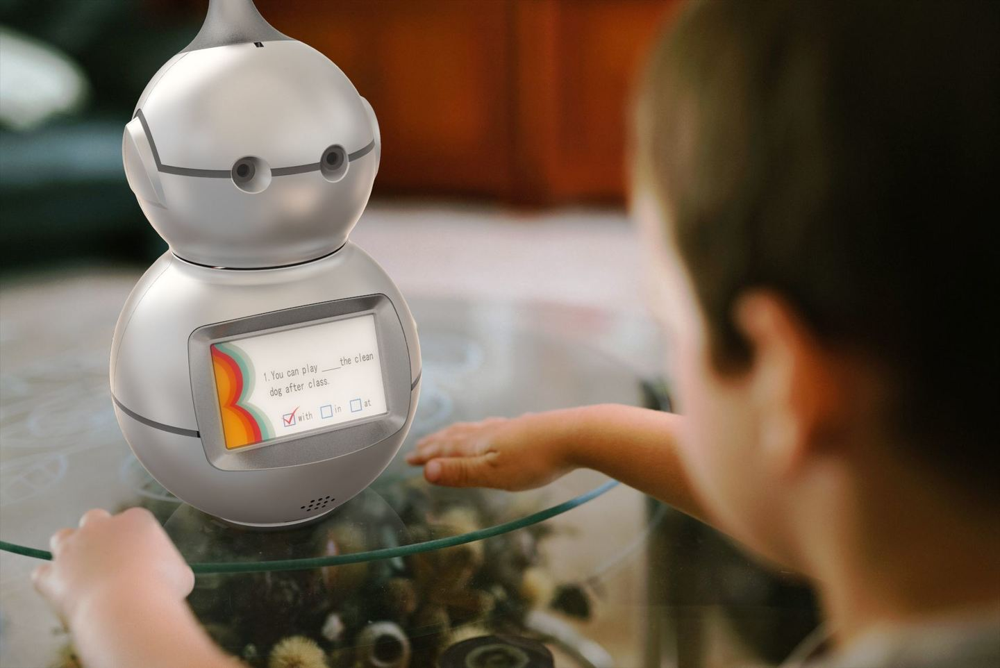 1. You can play ____the clean
dog after class.
with in at